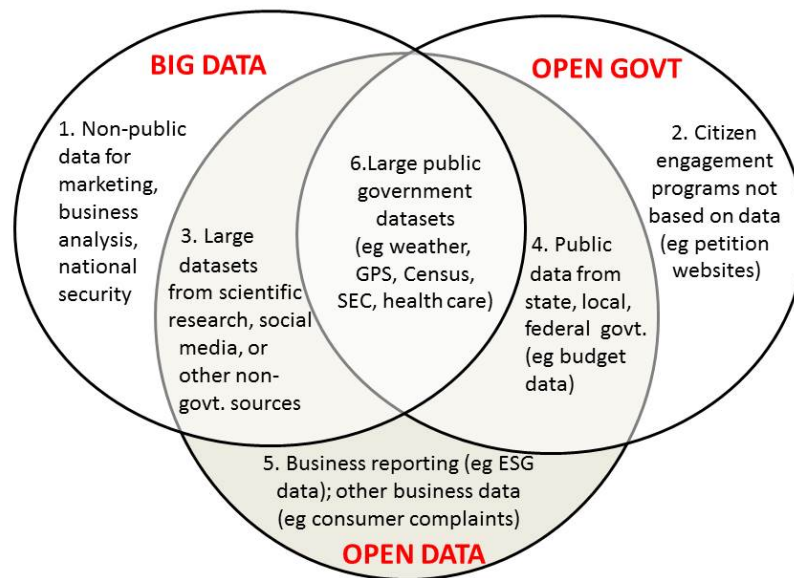 BIG DATA
OPEN GOVT
1. Non-public
data for
marketing,
business
analysis,
national
security
2. Citizen
engagement
programs not
based on data
(eg petition
websites)
6.Large public
government
datasets
(eg weather,
GPS, Census,
SEC, health care)
3. Large
datasets
from scientific
research, social
media, or
other non-
govt. sources
4. Public
data from
state, local,
federal govt.
(eg budget
data)
5. Business reporting (eg ESG
data); other business data
(eg consumer complaints)
OPEN DATA